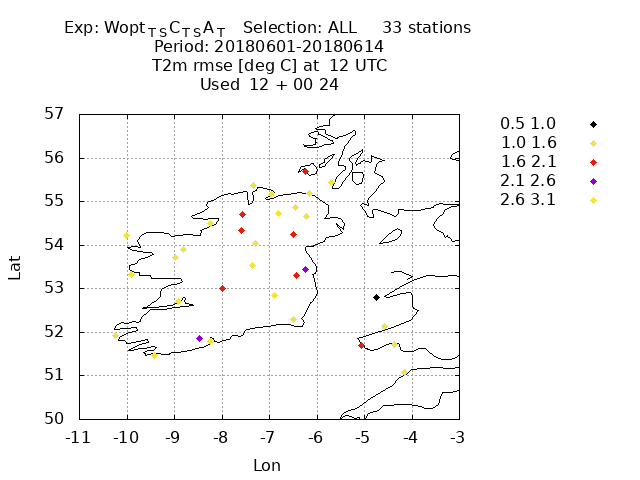 Exp: Wopt_TS C_TS A_T Selection: ALL 33 stations
Period: 20180601-20180614
T2m rmse [deg C] at 12 UTC
Used 12 + 00 24
0.5 1.0
1.0 1.6
1.6 2.1
2.1 2.6
2.6 3.1
57
56
55
54
53
52
51
50
Lat
-11 -10 -9 -8 -7 -6 -5 -4 -3
Lon